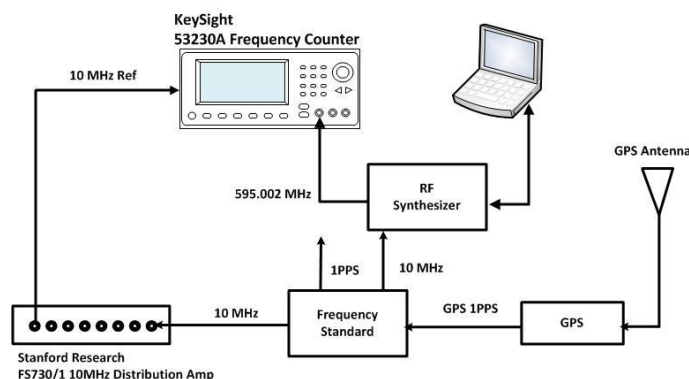 KeySight
53230A Frequency Counter
10 MHz Ref
GPS Antenna
595.002 MHz
RF
Synthesizer
1PPS
10 MHz
10 MHz
Frequency
Standard
GPS 1PPS
GPS
Stanford Research
FS730/1 10MHz Distribution Amp